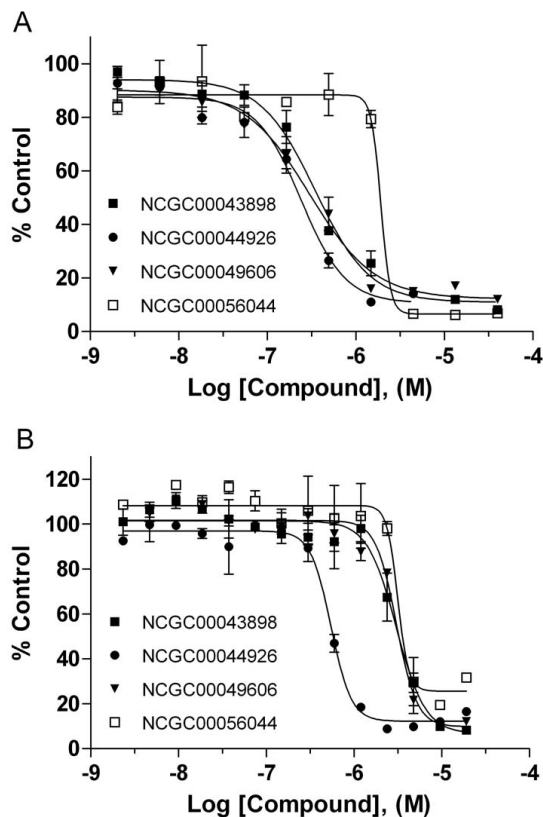 A
% Control
120
100
80
60
40
20
0
NCGC00043898
NCGC00044926
NCGC00049606
NCGC00056044
-9
-8
-7
-6
-5
-4
Log [Compound], (M)
B
% Control
120
100
80
60
40
20
0
NCGC00043898
NCGC00044926
NCGC00049606
NCGC00056044
-9
-8
-7
-6
-5
-4
Log [Compound], (M)